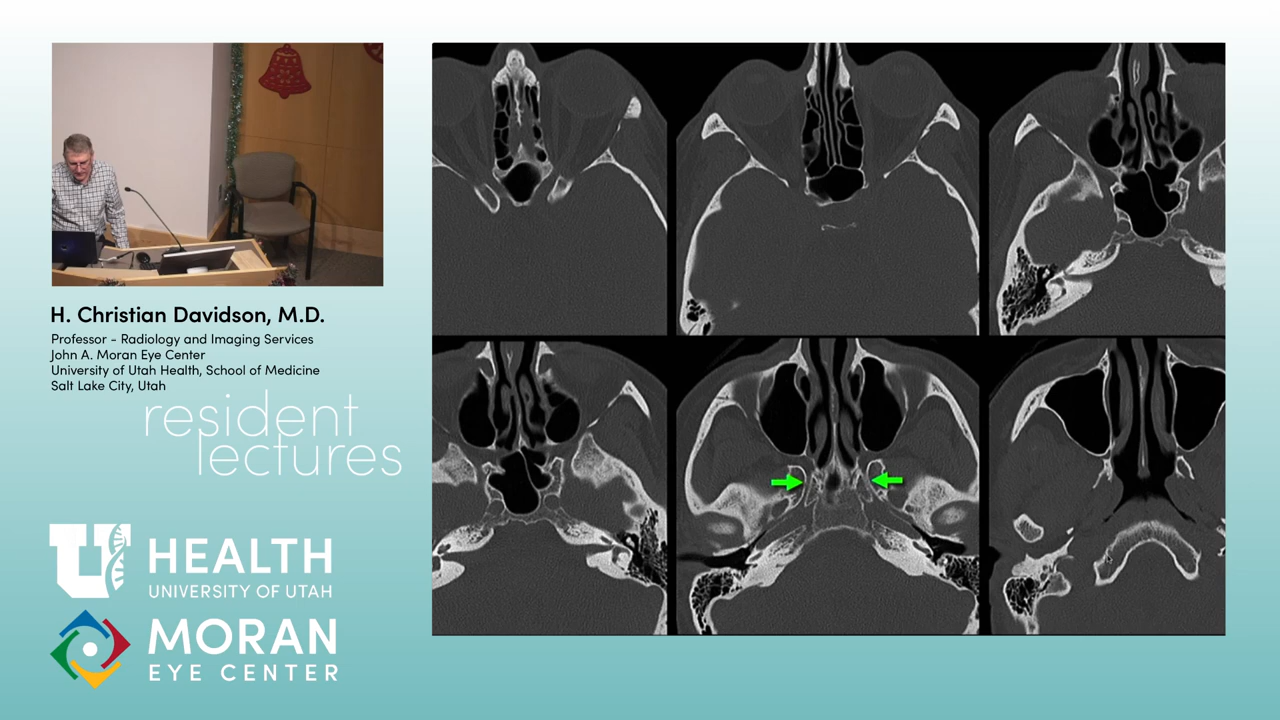 H. Christian Davidson, M.D.
Professor - Radiology and Imaging Services
John A. Moran Eye Center
University of Utah Health, School of Medicine
Salt Lake City, Utah
resident
lectures
U HEALTH
UNIVERSITY OF UTAH
MORAN
EYE CENTER